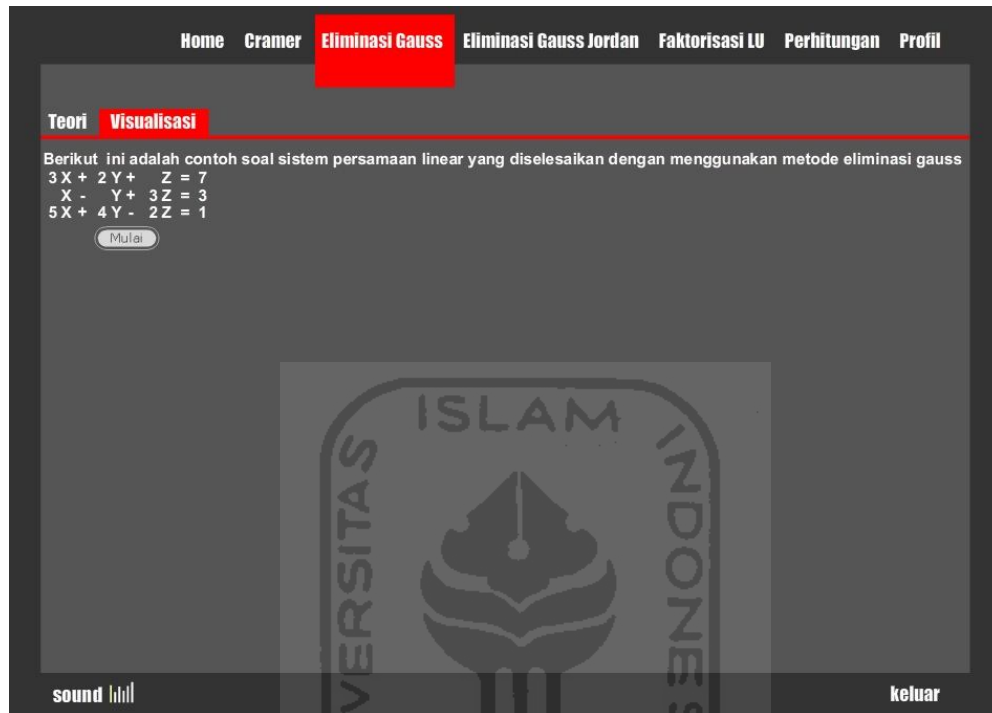 Home Cramer Eliminasi Gauss Eliminasi Gauss Jordan Faktorisasi LU Perhitungan Profil
Teori Visualisasi
Berikut ini adalah contoh soal sistem persamaan linear yang diselesaikan dengan menggunakan metode eliminasi gauss
3X + 2Y + Z = 7
X - Y + 3Z = 3
5X + 4Y - 2Z = 1
Mulai
ISLAM
sound
keluar